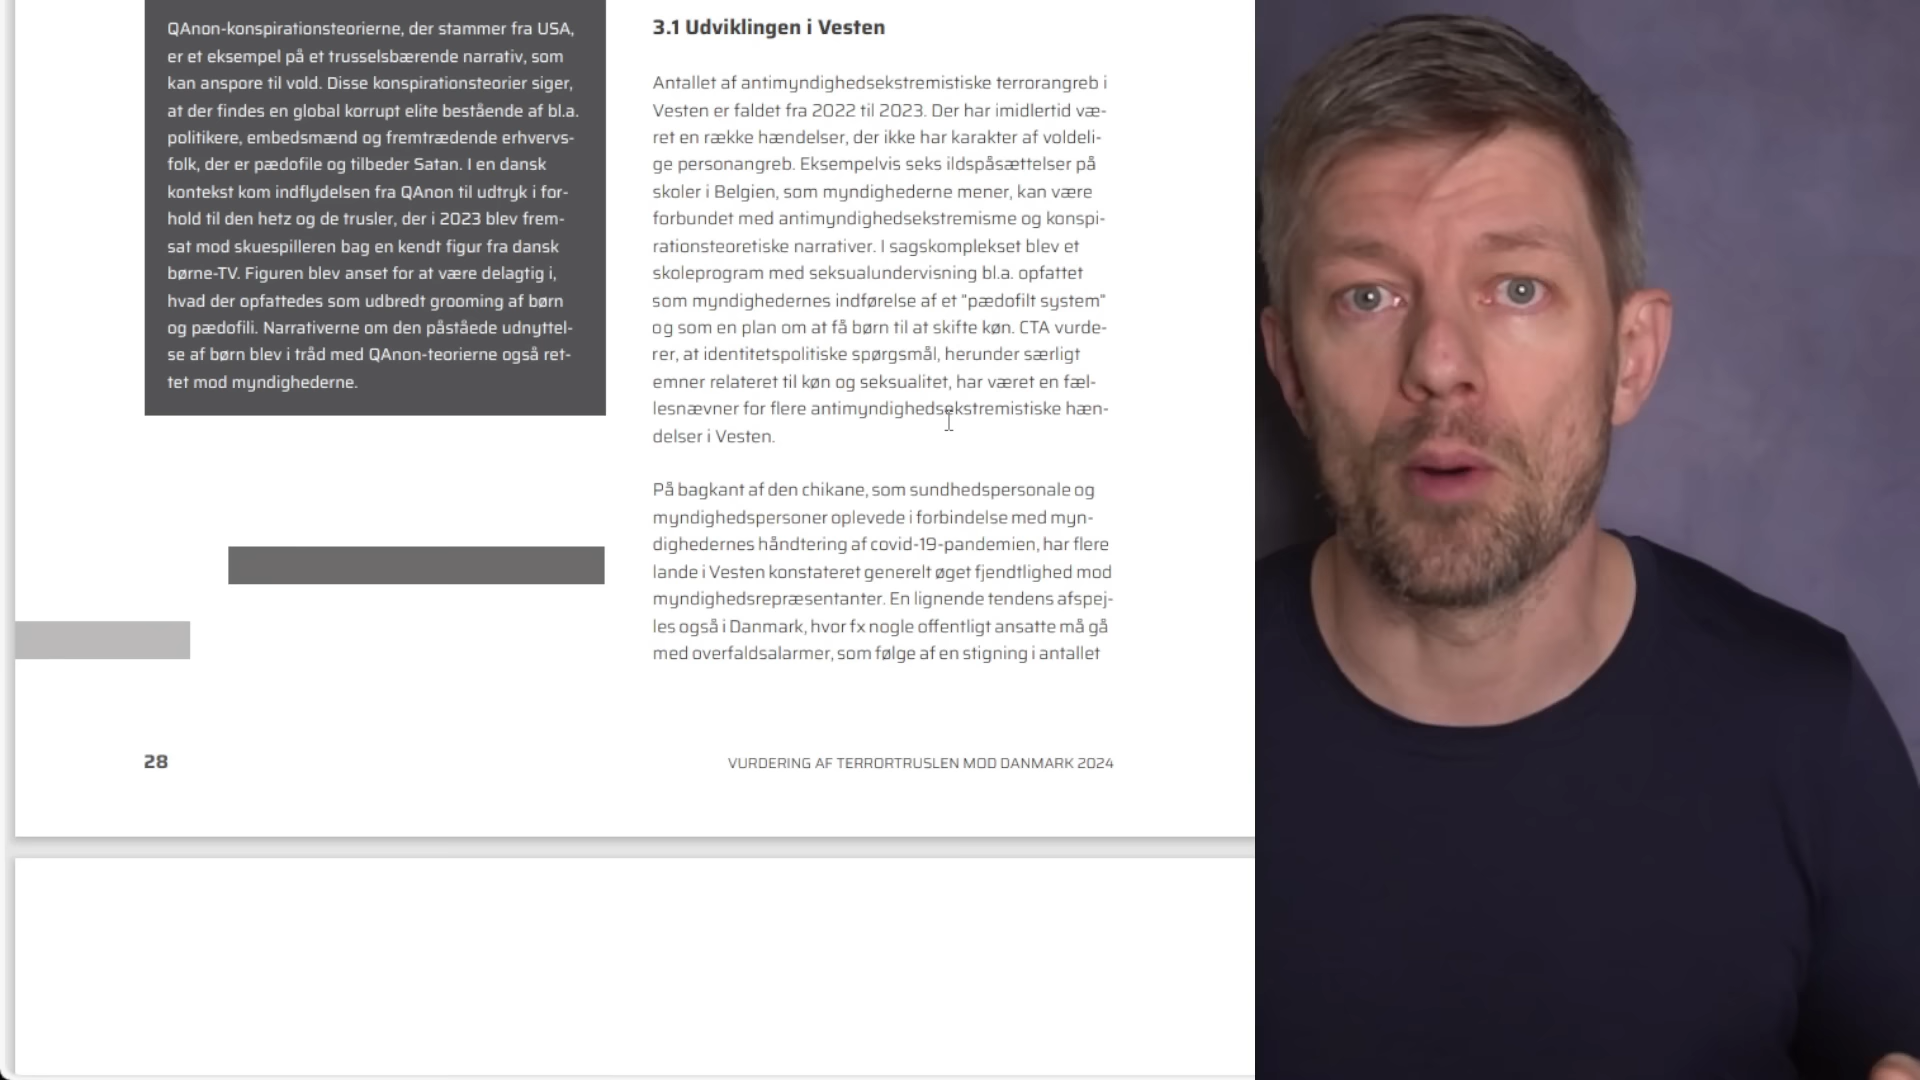 QAnon-konspirationsteorierne, der stammer fra USA,
er et eksempel på et trusselsbærende narrativ, som
kan anspore til vold. Disse konspirationsteorier siger,
at der findes en global korrupt elite bestående af bl.a.
politikere, embedsmænd og fremtrædende erhvervs-
folk, der er pædofile og tilbeder Satan. I en dansk
kontekst kom indflydelsen fra QAnon til udtryk i for-
hold til den hetz og de trusler, der i 2023 blev frem-
sat mod skuespilleren bag en kendt figur fra dansk
børne-TV. Figuren blev anset for at være delagtig i,
hvad der opfattedes som udbredt grooming af børn
og pædofili. Narrativerne om den påståede udnyttel-
se af børn blev i tråd med QAnon-teorierne også ret-
tet mod myndighederne.
3.1 Udviklingen i Vesten
Antallet af antimyndighedsekstremistiske terrorangreb i
Vesten er faldet fra 2022 til 2023. Der har imidlertid væ-
ret en række hændelser, der ikke har karakter af voldeli-
ge personangreb. Eksempelvis seks ildspåsættelser på
skoler i Belgien, som myndighederne mener, kan være
forbundet med antimyndighedsekstremisme og konspi-
rationsteoretiske narrativer. I sagskomplekset blev et
skoleprogram med seksualundervisning bl.a. opfattet
som myndighedernes indførelse af et "pædofilt system"
og som en plan om at få børn til at skifte køn. CTA vurde-
rer, at identitetspolitiske spørgsmål, herunder særligt
emner relateret til køn og seksualitet, har været en fæl-
lesnævner for flere antimyndighedsekstremistiske hæn-
delser i Vesten.
På bagkant af den chikane, som sundhedspersonale og
myndighedspersoner oplevede i forbindelse med myn-
dighedernes håndtering af covid-19-pandemien, har flere
lande i Vesten konstateret generelt øget fjendtlighed mod
myndighedsrepræsentanter. En lignende tendens afspej-
les også i Danmark, hvor fx nogle offentligt ansatte må gå
med overfaldsalarmer, som følge af en stigning i antallet
28
VURDERING AF TERRORTRUSLEN MOD DANMARK 2024